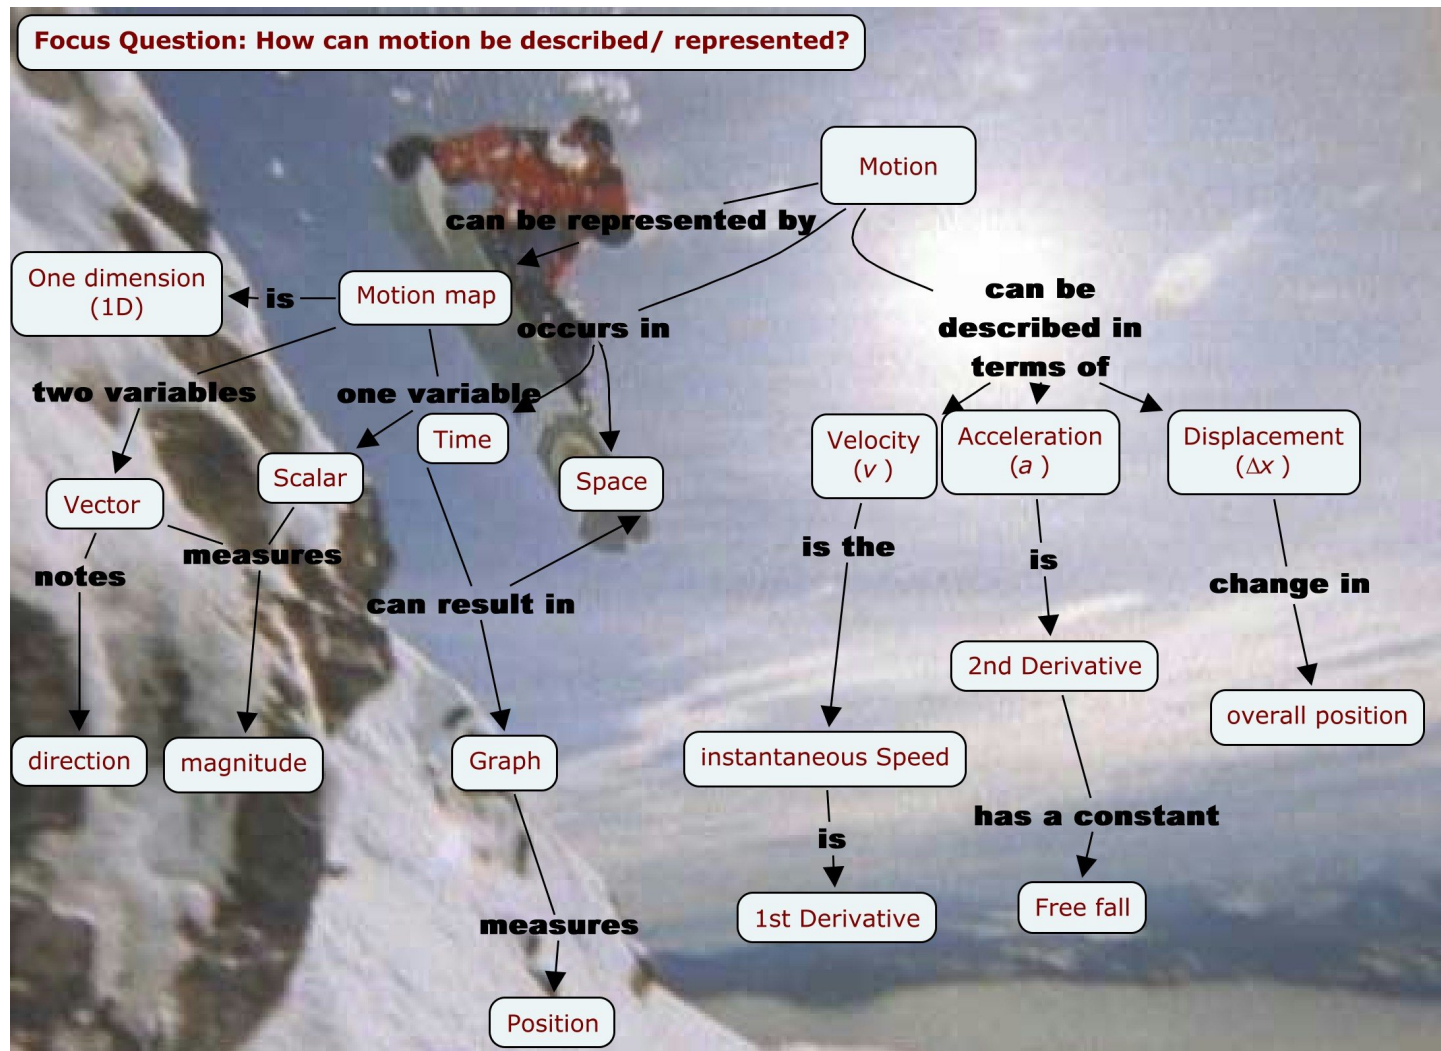 Focus Question: How can motion be described/ represented?
Motion
can be represented by
One dimension
(1D)
is
Motion map
occurs in
can be
described in
terms of
two variables
one variable
Time
Velocity
(v )
Acceleration
(a )
Displacement
(Δx )
Scalar
Space
Vector
measures
notes
is the
is
change in
can result in
2nd Derivative
overall position
direction
magnitude
Graph
instantaneous Speed
has a constant
is
measures
1st Derivative
Free fall
Position